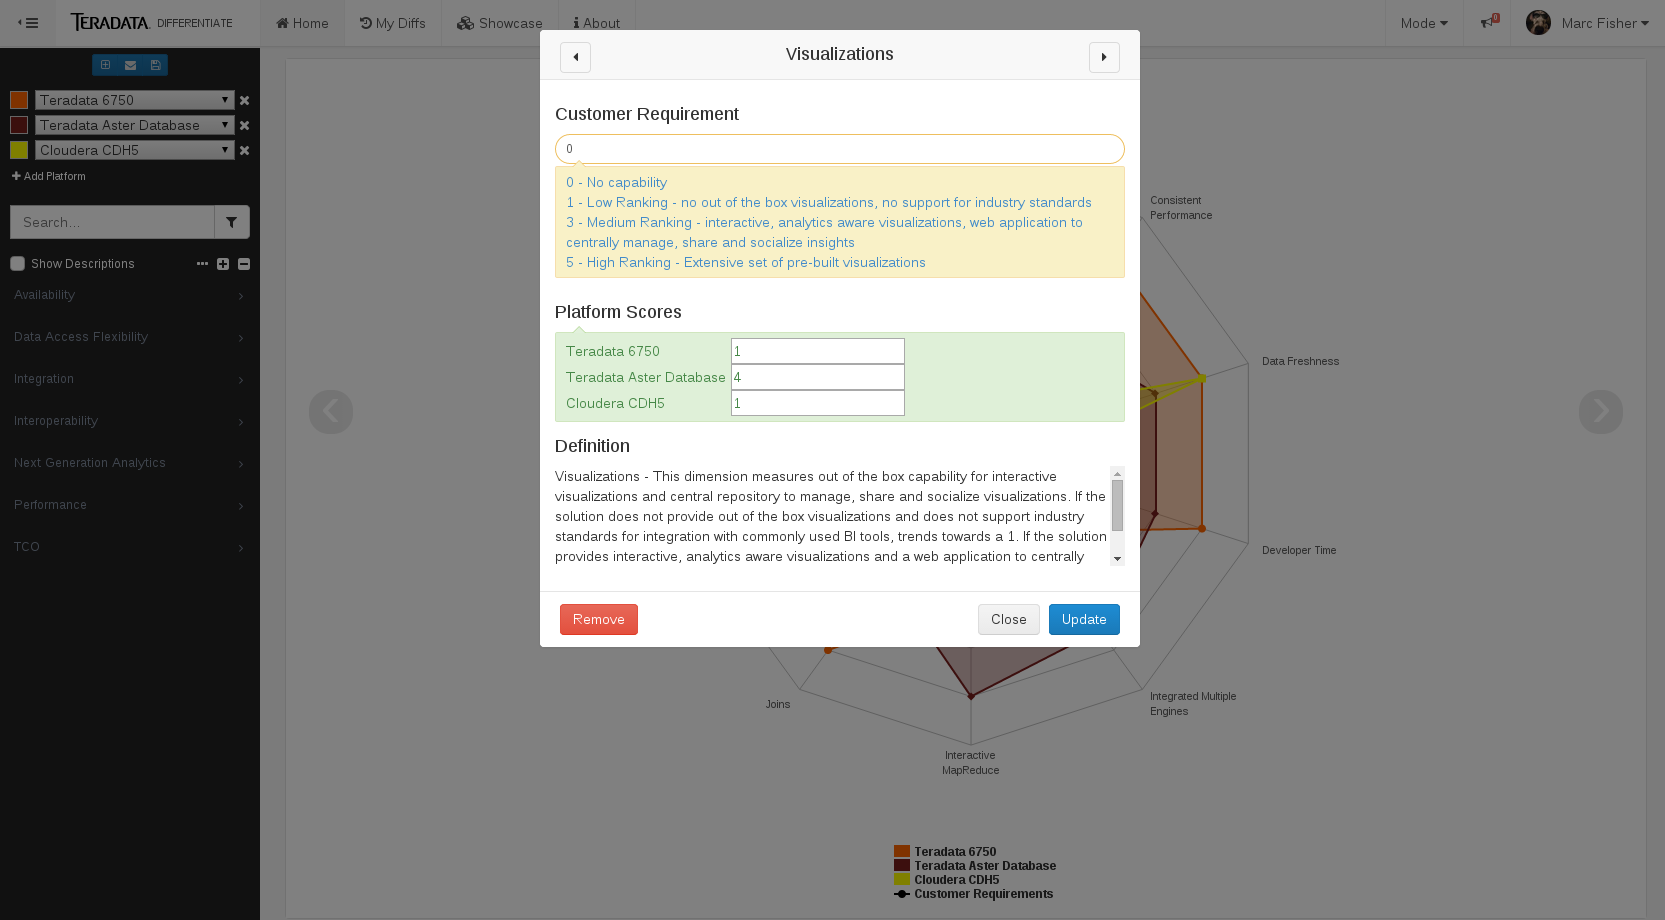 TERADATA. DIFFERENTIATE
Home
My Diffs
Showcase
About
Mode
Marc Fisher
Teradata 6750
Teradata Aster Database
Cloudera CDH5
Add Platform
Search...
Show Descriptions
Availability
Data Access Flexibility
Integration
Interoperability
Next Generation Analytics
Performance
TCO
Visualizations
Customer Requirement
0
0 - No capability
1 - Low Ranking - no out of the box visualizations, no support for industry standards
3 - Medium Ranking - interactive, analytics aware visualizations, web application to
centrally manage, share and socialize insights
5 - High Ranking - Extensive set of pre-built visualizations
Platform Scores
Teradata 6750 1
Teradata Aster Database 4
Cloudera CDH5 1
Definition
Visualizations - This dimension measures out of the box capability for interactive
visualizations and central repository to manage, share and socialize visualizations. If the
solution does not provide out of the box visualizations and does not support industry
standards for integration with commonly used BI tools, trends towards a 1. If the solution
provides interactive, analytics aware visualizations and a web application to centrally
Remove
Close
Update
Consistent
Performance
Data Freshness
Developer Time
Integrated Multiple
Engines
Interactive
MapReduce
Joins
Teradata 6750
Teradata Aster Database
Cloudera CDH5
Customer Requirements